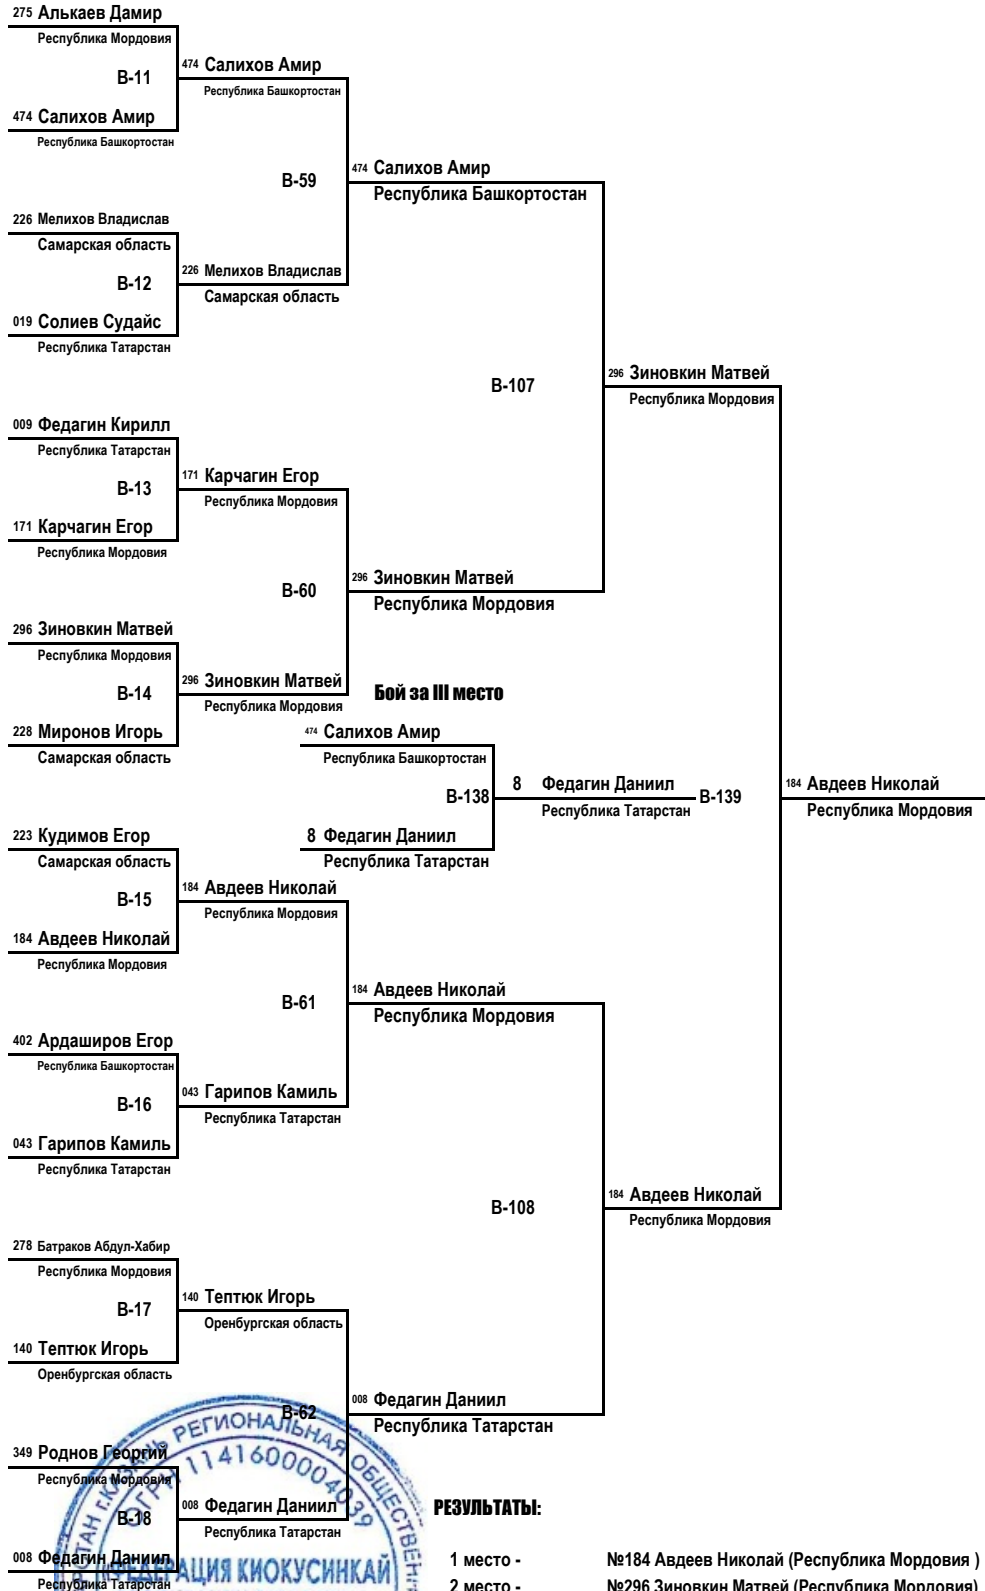 275 Алькаев Дамир
Республика Мордовия
474 Салихов Амир
B-11
Республика Башкортостан
474 Салихов Амир
Республика Башкортостан
474 Салихов Амир
B-59
Республика Башкортостан
226 Мелихов Владислав
Самарская область
226 Мелихов Владислав
B-12
Самарская область
019 Солиев Судайс
Республика Татарстан
296 Зиновкин Матвей
B-107
Республика Мордовия
009 Федагин Кирилл
Республика Татарстан
171 Карчагин Егор
B-13
Республика Мордовия
171 Карчагин Егор
Республика Мордовия
296 Зиновкин Матвей
B-60
Республика Мордовия
296 Зиновкин Матвей
Республика Мордовия
296 Зиновкин Матвей
B-14
Бой за III место
Республика Мордовия
228 Миронов Игорь
474 Салихов Амир
Самарская область
Республика Башкортостан
8 Федагин Даниил
184 Авдеев Николай
B-138
B-139
Республика Татарстан
Республика Мордовия
223 Кудимов Егор
8 Федагин Даниил
Самарская область
Республика Татарстан
184 Авдеев Николай
B-15
Республика Мордовия
184 Авдеев Николай
Республика Мордовия
184 Авдеев Николай
B-61
Республика Мордовия
402 Ардаширов Егор
Республика Башкортостан
043 Гарипов Камиль
B-16
Республика Татарстан
043 Гарипов Камиль
Республика Татарстан
184 Авдеев Николай
B-108
Республика Мордовия
278 Батраков Абдул-Хабир
Республика Мордовия
140 Тептюк Игорь
B-17
Оренбургская область
140 Тептюк Игорь
Оренбургская область
008 Федагин Даниил
B-62
Республика Татарстан
349 Роднов Георгий
Республика Мордовия
008 Федагин Даниил
B-18
Республика Татарстан
008 Федагин Даниил
Республика Татарстан
РЕГИОНАЛЬНАЯ
ФЕДЕРАЦИЯ КИОКУСИНКАЙ
РЕЗУЛЬТАТЫ:
1 место - №184 Авдеев Николай (Республика Мордовия )
2 место - №296 Зиновкин Матвей (Республика Мордовия)